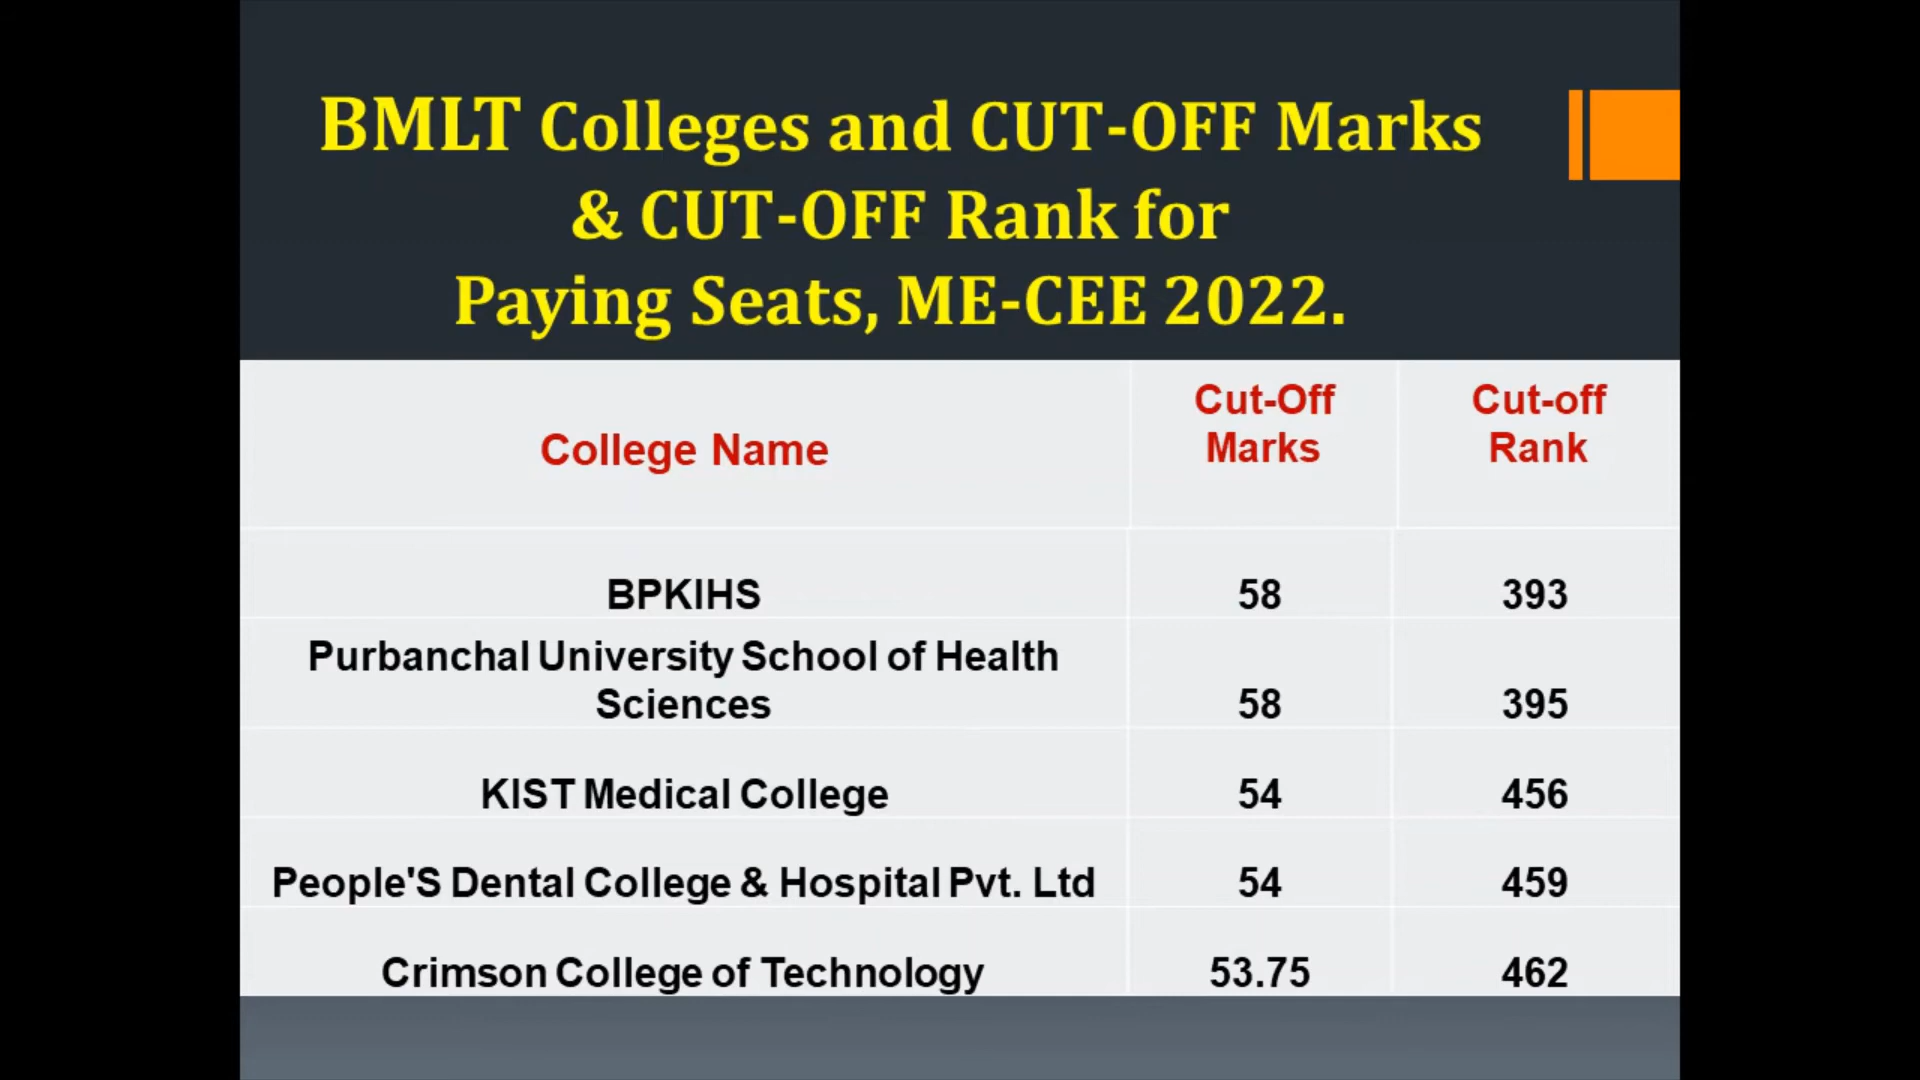 BMLT Colleges and CUT-OFF Marks
& CUT-OFF Rank for
Paying Seats, ME-CEE 2022.
College Name
Cut-Off
Marks
Cut-off
Rank
BPKIHS 58 393
Purbanchal University School of Health
Sciences 58 395
KIST Medical College 54 456
People'S Dental College & Hospital Pvt. Ltd 54 459
Crimson College of Technology 53.75 462